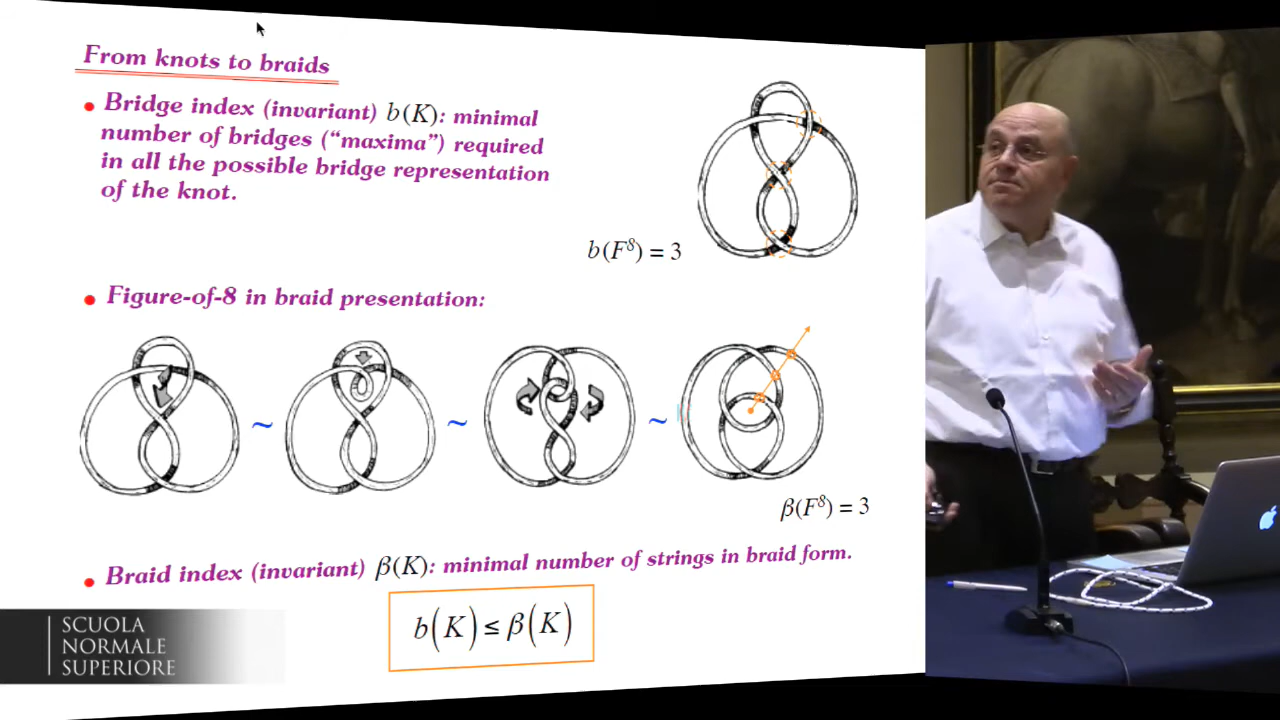 From knots to braids
• Bridge index (invariant) b(K): minimal
number of bridges ("maxima") required
in all the possible bridge representation
of the knot.
b(F⁸) = 3
• Figure-of-8 in braid presentation:
~ ~ ~
β(F⁸) = 3
• Braid index (invariant) β(K): minimal number of strings in braid form.
b(K) ≤ β(K)
SCUOLA
NORMALE
SUPERIORE